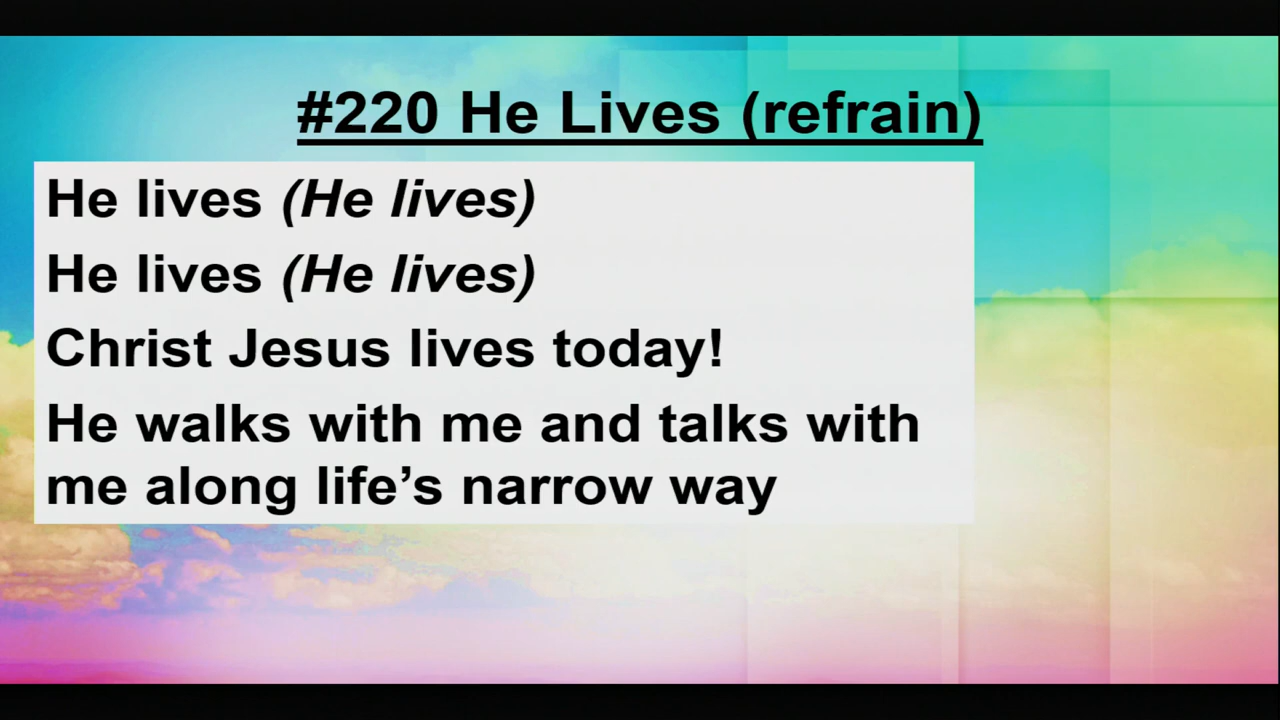 #220 He Lives (refrain)
He lives (He lives)
He lives (He lives)
Christ Jesus lives today!
He walks with me and talks with
me along life’s narrow way